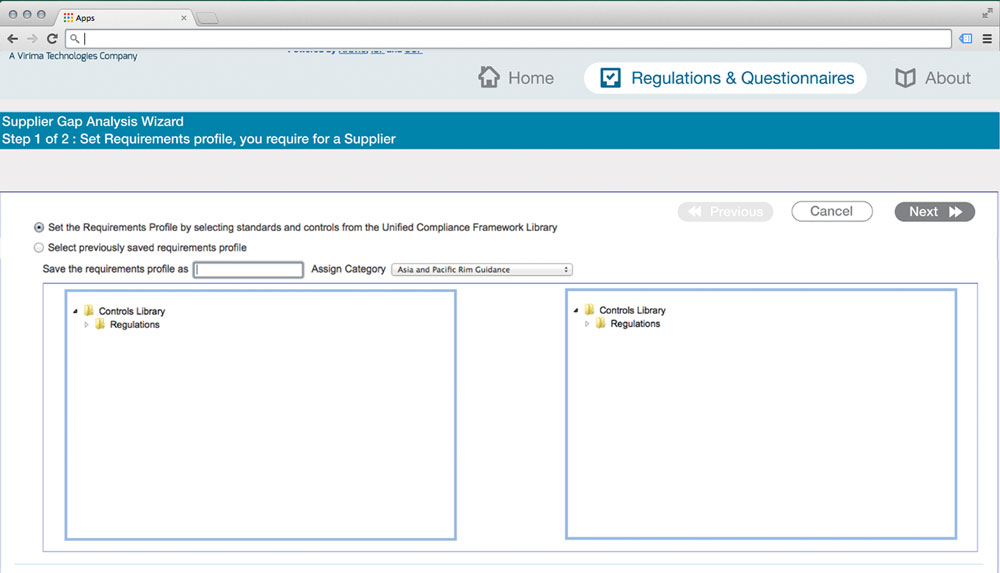 Apps
A Virima Technologies Company
Powered by
and
Home
Regulations & Questionnaires
About
Supplier Gap Analysis Wizard
Step 1 of 2 : Set Requirements profile, you require for a Supplier
Previous
Cancel
Next
Set the Requirements Profile by selecting standards and controls from the Unified Compliance Framework Library
Select previously saved requirements profile
Save the requirements profile as
Assign Category
Asia and Pacific Rim Guidance
Controls Library
Regulations
Controls Library
Regulations